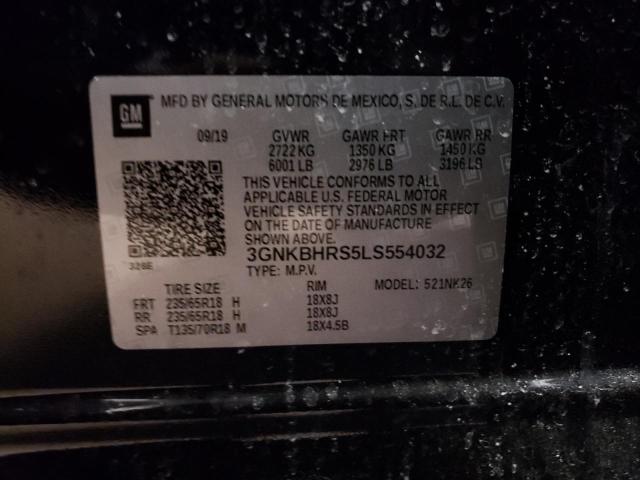 GM
MFD BY GENERAL MOTORS DE MEXICO, S. DE R.L. DE C.V.
09/19 GVWR GAWR FRT GAWR RR
2722 KG 1350 KG 1450 KG
6001 LB 2976 LB 3196 LB
THIS VEHICLE CONFORMS TO ALL
APPLICABLE U.S. FEDERAL MOTOR
VEHICLE SAFETY STANDARDS IN EFFECT
ON THE DATE OF MANUFACTURE
SHOWN ABOVE.
326E
3GNKBHRS5LS554032
TYPE: M.P.V. MODEL: 521NK26
TIRE SIZE RIM
FRT 235/65R18 H 18X8J
RR 235/65R18 H 18X8J
SPA T135/70R18 M 18X4.5B